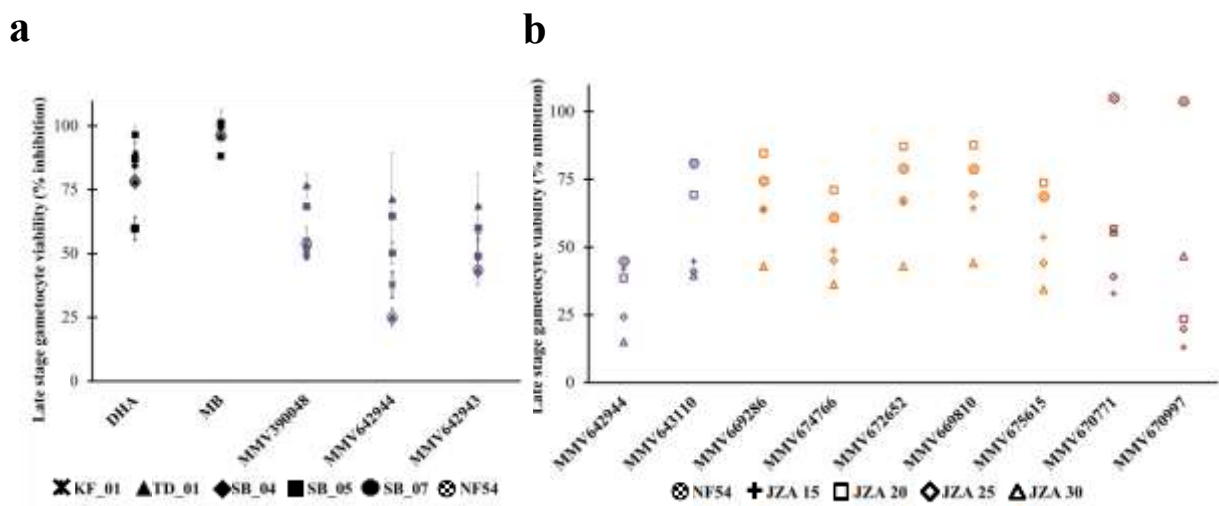 a
b
Late stage gametocyte viability (% inhibition)
100
75
50
25
0
DHA
MB
MMV390048
MMV642944
MMV642943
KF_01 TD_01 SB_04 SB_05 SB_07 NF54
Late stage gametocyte viability (% inhibition)
100
75
50
25
0
MMV642944
MMV643110
MMV669286
MMV674766
MMV672652
MMV669810
MMV675615
MMV670771
MMV670997
NF54 JZA 15 JZA 20 JZA 25 JZA 30